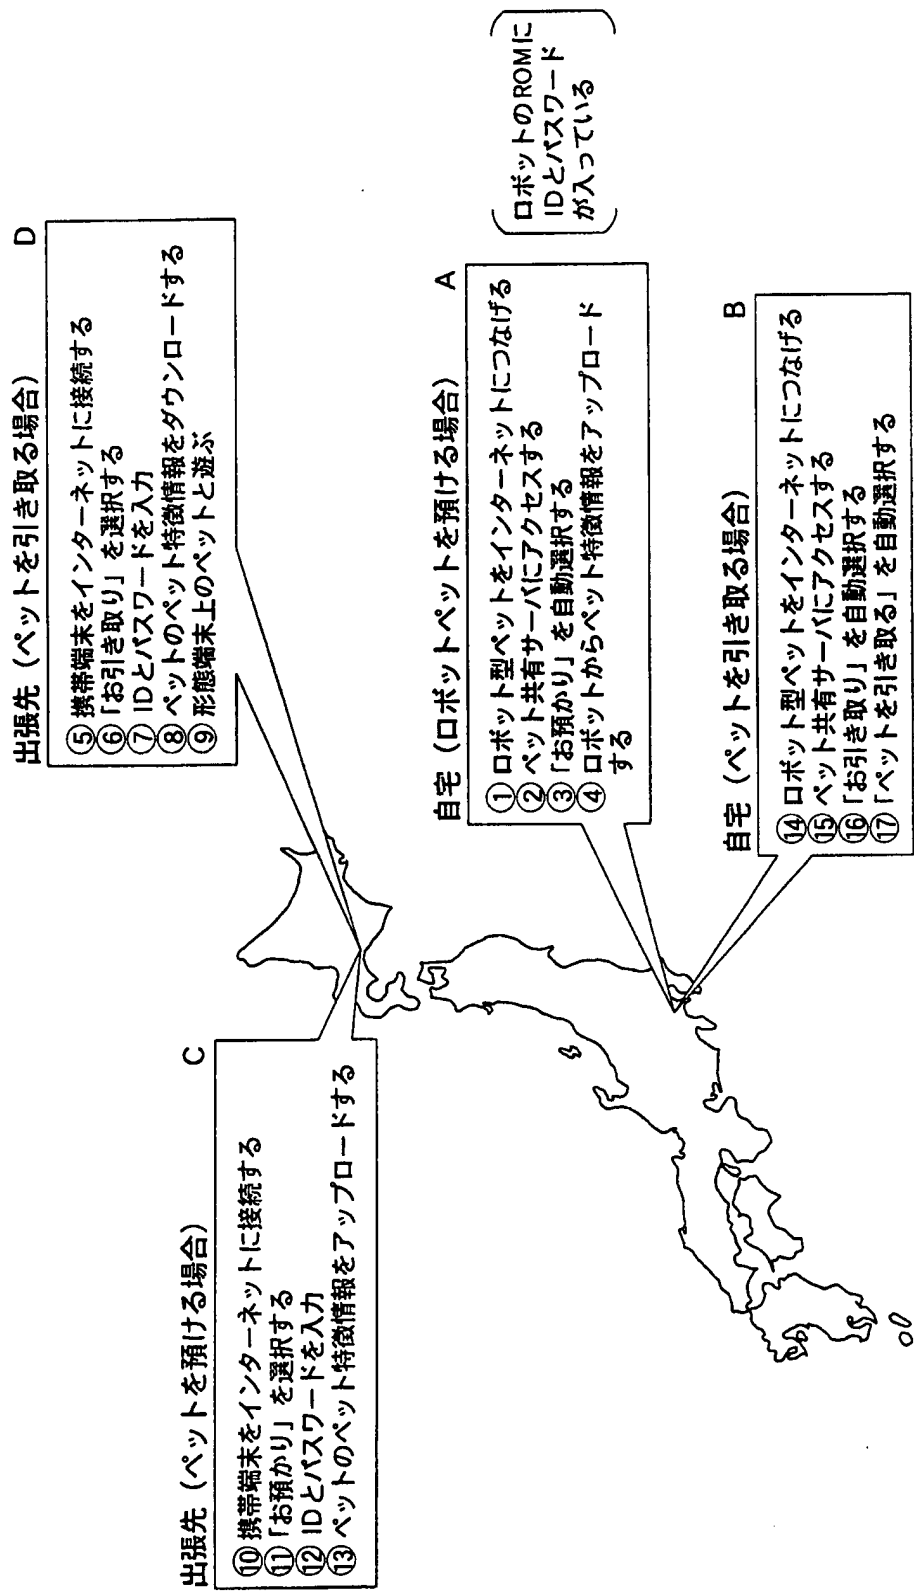 出張先（ペットを引き取る場合）
D
⑤携帯端末をインターネットに接続する
⑥「お引き取り」を選択する
⑦IDとパスワードを入力
⑧ペットのペット特徴情報をダウンロードする
⑨形態端末上のペットと遊ぶ
出張先（ペットを預ける場合）
C
⑩携帯端末をインターネットに接続する
⑪「お預かり」を選択する
⑫IDとパスワードを入力
⑬ペットのペット特徴情報をアップロードする
自宅（ロボットペットを預ける場合）
A
①ロボット型ペットをインターネットにつなげる
②ペット共有サーバにアクセスする
③「お預かり」を自動選択する
④ロボットからペット特徴情報をアップロード
する
ロボットのROMに
IDとパスワード
が入っている
自宅（ペットを引き取る場合）
B
⑭ロボット型ペットをインターネットにつなげる
⑮ペット共有サーバにアクセスする
⑯「お引き取り」を自動選択する
⑰「ペットを引き取る」を自動選択する